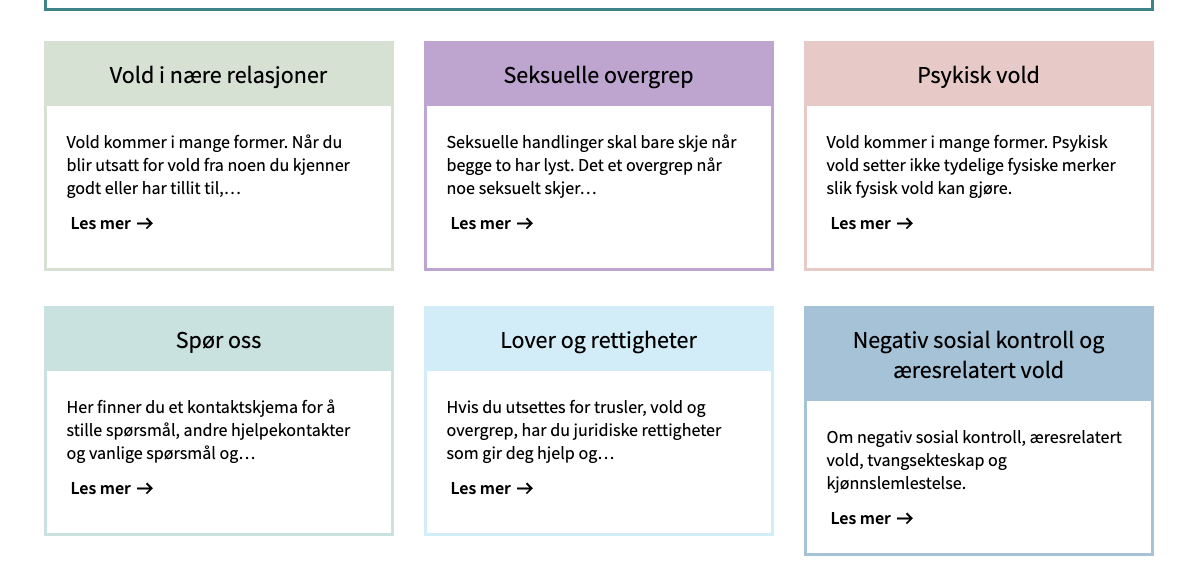 Vold i nære relasjoner
Vold kommer i mange former. Når du
blir utsatt for vold fra noen du kjenner
godt eller har tillit til,…
Les mer →
Seksuelle overgrep
Seksuelle handlinger skal bare skje når
begge to har lyst. Det et overgrep når
noe seksuelt skjer…
Les mer →
Psykisk vold
Vold kommer i mange former. Psykisk
vold setter ikke tydelige fysiske merker
slik fysisk vold kan gjøre.
Les mer →
Spør oss
Her finner du et kontaktskjema for å
stille spørsmål, andre hjelpekontakter
og vanlige spørsmål og…
Les mer →
Lover og rettigheter
Hvis du utsettes for trusler, vold og
overgrep, har du juridiske rettigheter
som gir deg hjelp og…
Les mer →
Negativ sosial kontroll og
æresrelatert vold
Om negativ sosial kontroll, æresrelatert
vold, tvangsekteskap og
kjønnslemlestelse.
Les mer →